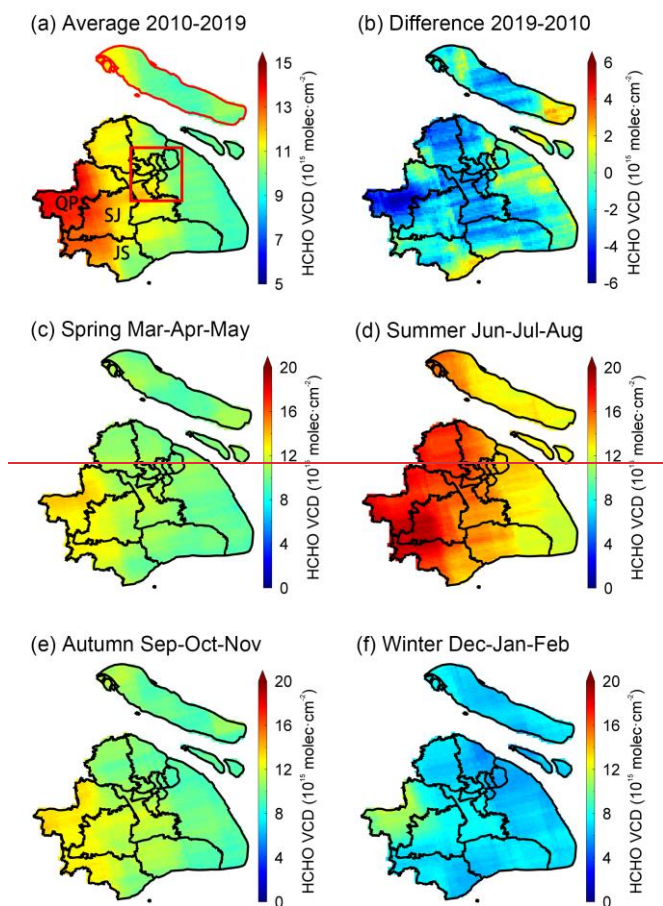 (a) Average 2010-2019
(b) Difference 2019-2010
15
13
11
9
7
5
HCHO VCD (10¹⁵ molec·cm⁻²)
6
4
2
0
-2
-4
-6
HCHO VCD (10¹⁵ molec·cm⁻²)
QP
SJ
JS
(c) Spring Mar-Apr-May
(d) Summer Jun-Jul-Aug
20
16
12
8
4
0
HCHO VCD (10¹⁵ molec·cm⁻²)
20
16
12
8
4
0
HCHO VCD (10¹⁵ molec·cm⁻²)
(e) Autumn Sep-Oct-Nov
(f) Winter Dec-Jan-Feb
20
16
12
8
4
0
HCHO VCD (10¹⁵ molec·cm⁻²)
20
16
12
8
4
0
HCHO VCD (10¹⁵ molec·cm⁻²)